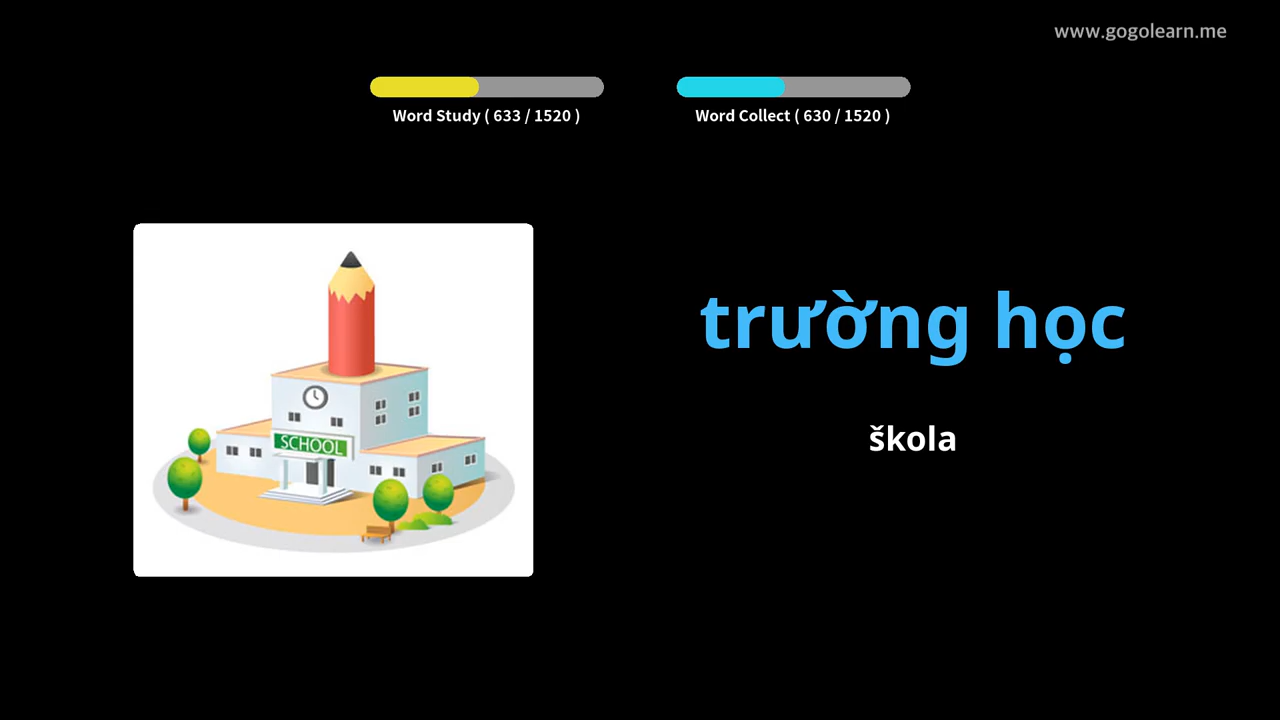 www.gogolearn.me
Word Study ( 633 / 1520 )
Word Collect ( 630 / 1520 )
SCHOOL
trường học
škola